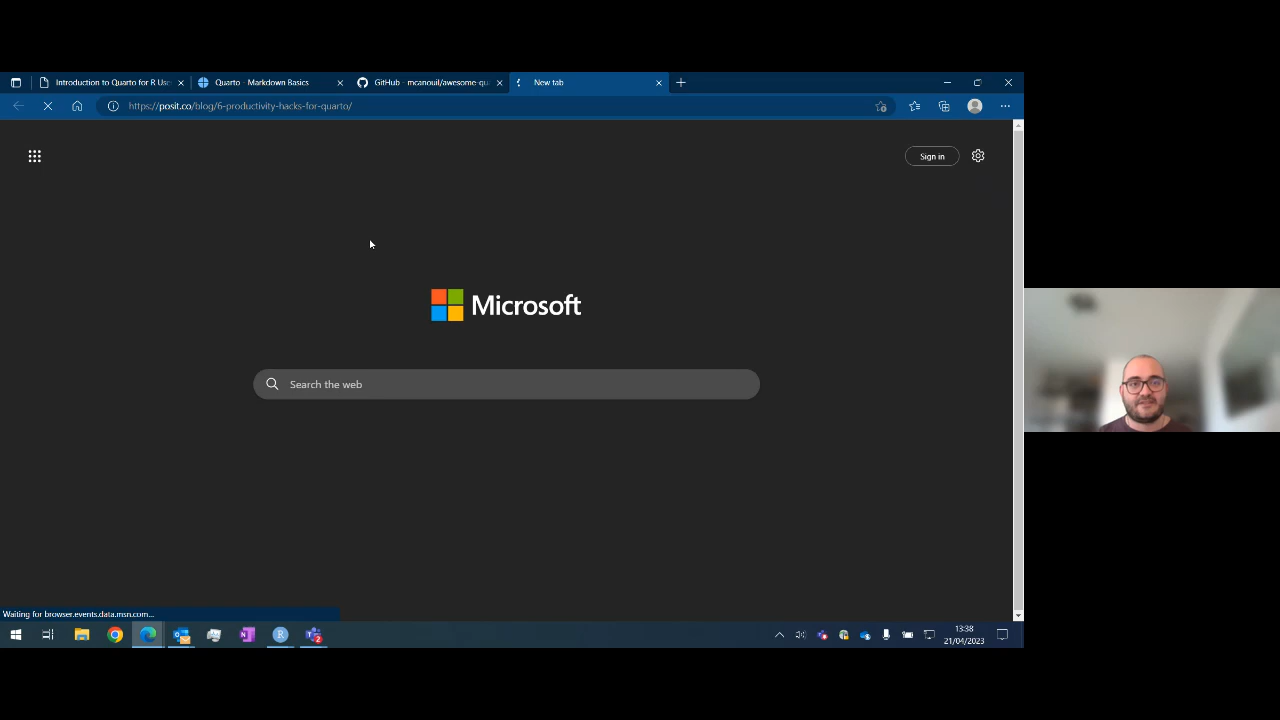 Introduction to Quarto for R Use
Quarto - Markdown Basics
GitHub - mcanouil/awesome-qu
New tab
https://posit.co/blog/6-productivity-hacks-for-quarto/
Sign in
Microsoft
Search the web
Waiting for browser.events.data.msn.com...
13:38
21/04/2023